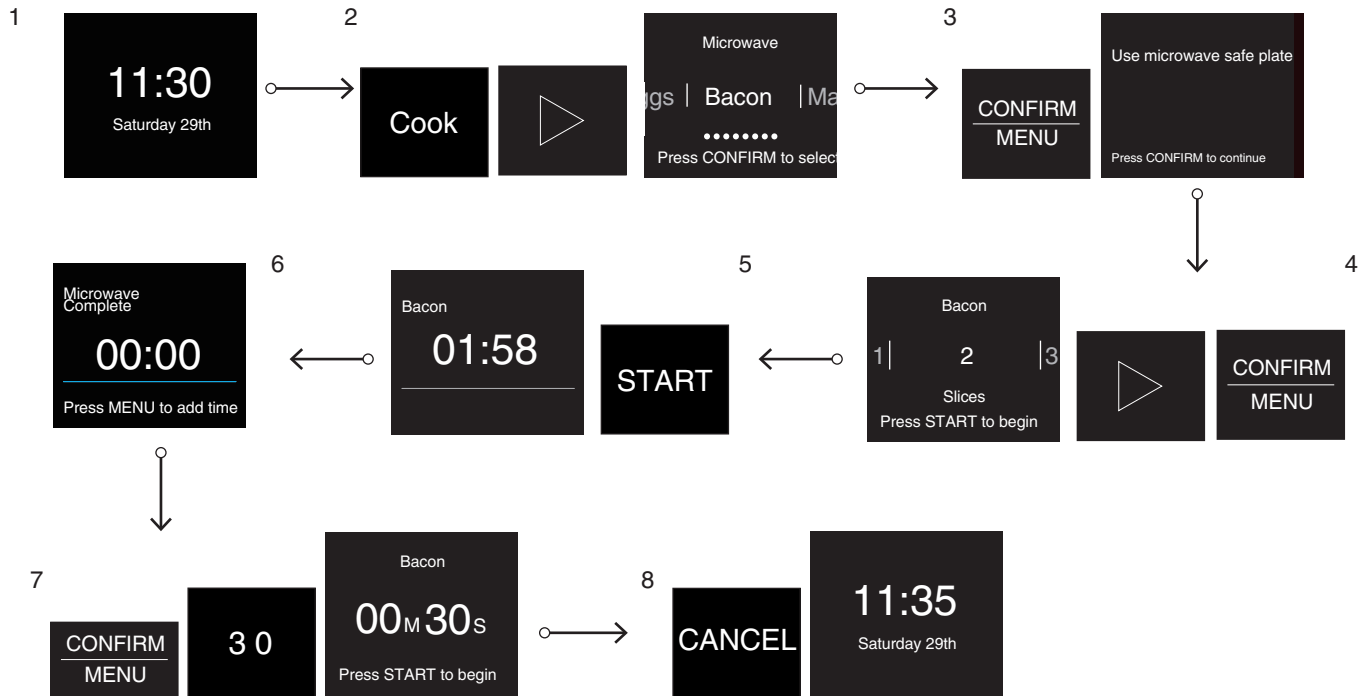 1
11:30
Saturday 29th
2
Cook
Microwave
ggs | Bacon | Ma
Press CONFIRM to select
3
CONFIRM
MENU
Use microwave safe plate
Press CONFIRM to continue
4
CONFIRM
MENU
Bacon
1| 2 |3
Slices
Press START to begin
5
START
Bacon
01:58
6
Microwave
Complete
00:00
Press MENU to add time
7
CONFIRM
MENU
3 0
Bacon
00M30S
Press START to begin
8
CANCEL
11:35
Saturday 29th